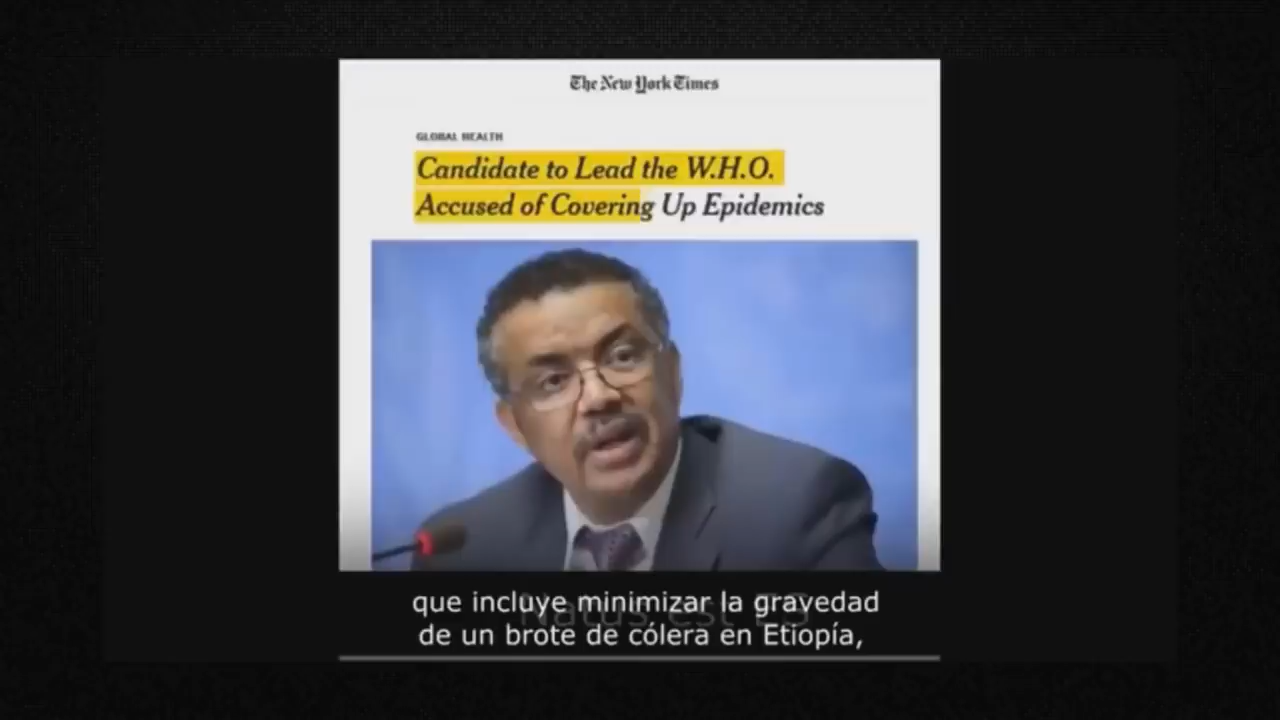 The New York Times
GLOBAL HEALTH
Candidate to Lead the W.H.O.
Accused of Covering Up Epidemics
que incluye minimizar la gravedad
de un brote de cólera en Etiopía,